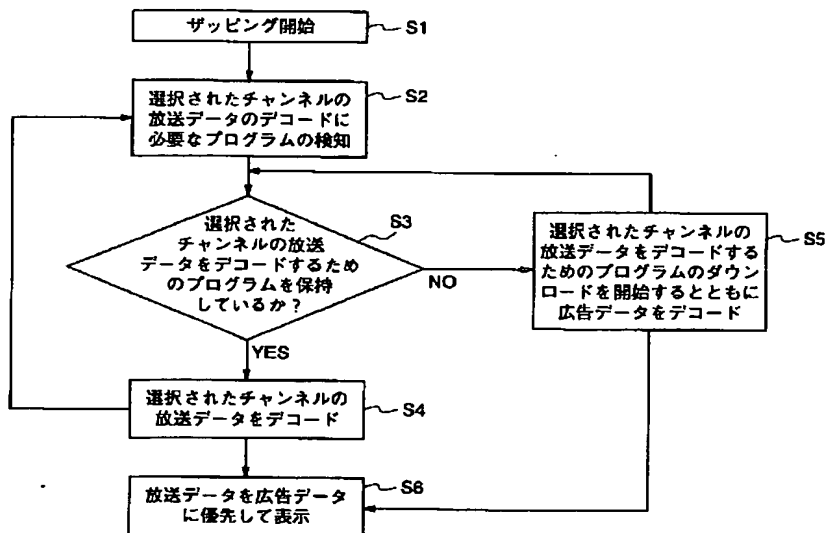 ザッピング開始
S1
選択されたチャンネルの
放送データのデコードに
必要なプログラムの検知
S2
選択された
チャンネルの放送
データをデコードするため
のプログラムを保持
しているか?
S3
NO
YES
選択されたチャンネルの
放送データをデコードする
ためのプログラムのダウン
ロードを開始するとともに
広告データをデコード
S5
選択されたチャンネルの
放送データをデコード
S4
放送データを広告データ
に優先して表示
S6